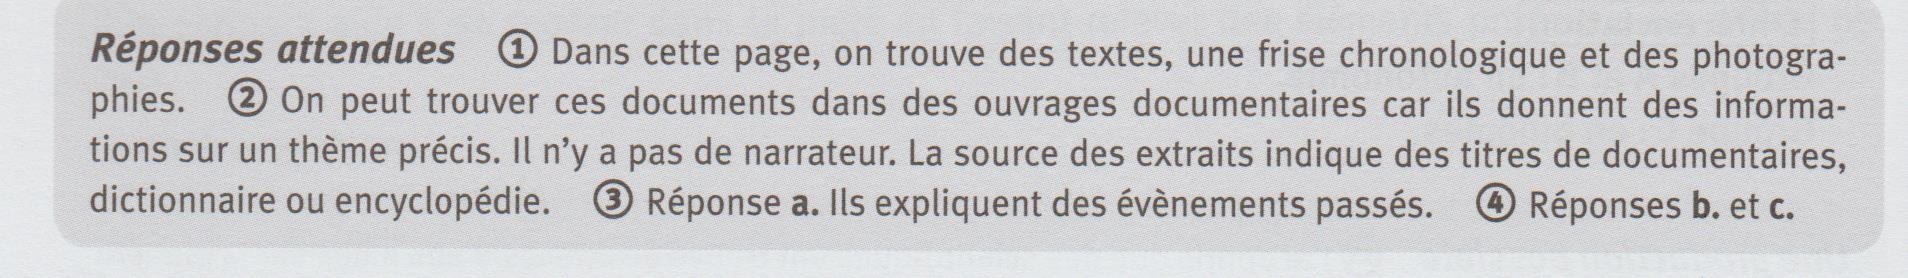 Réponses attendues ① Dans cette page, on trouve des textes, une frise chronologique et des photogra-
phies. ② On peut trouver ces documents dans des ouvrages documentaires car ils donnent des informa-
tions sur un thème précis. Il n’y a pas de narrateur. La source des extraits indique des titres de documentaires,
dictionnaire ou encyclopédie. ③ Réponse a. Ils expliquent des évènements passés. ④ Réponses b. et c.